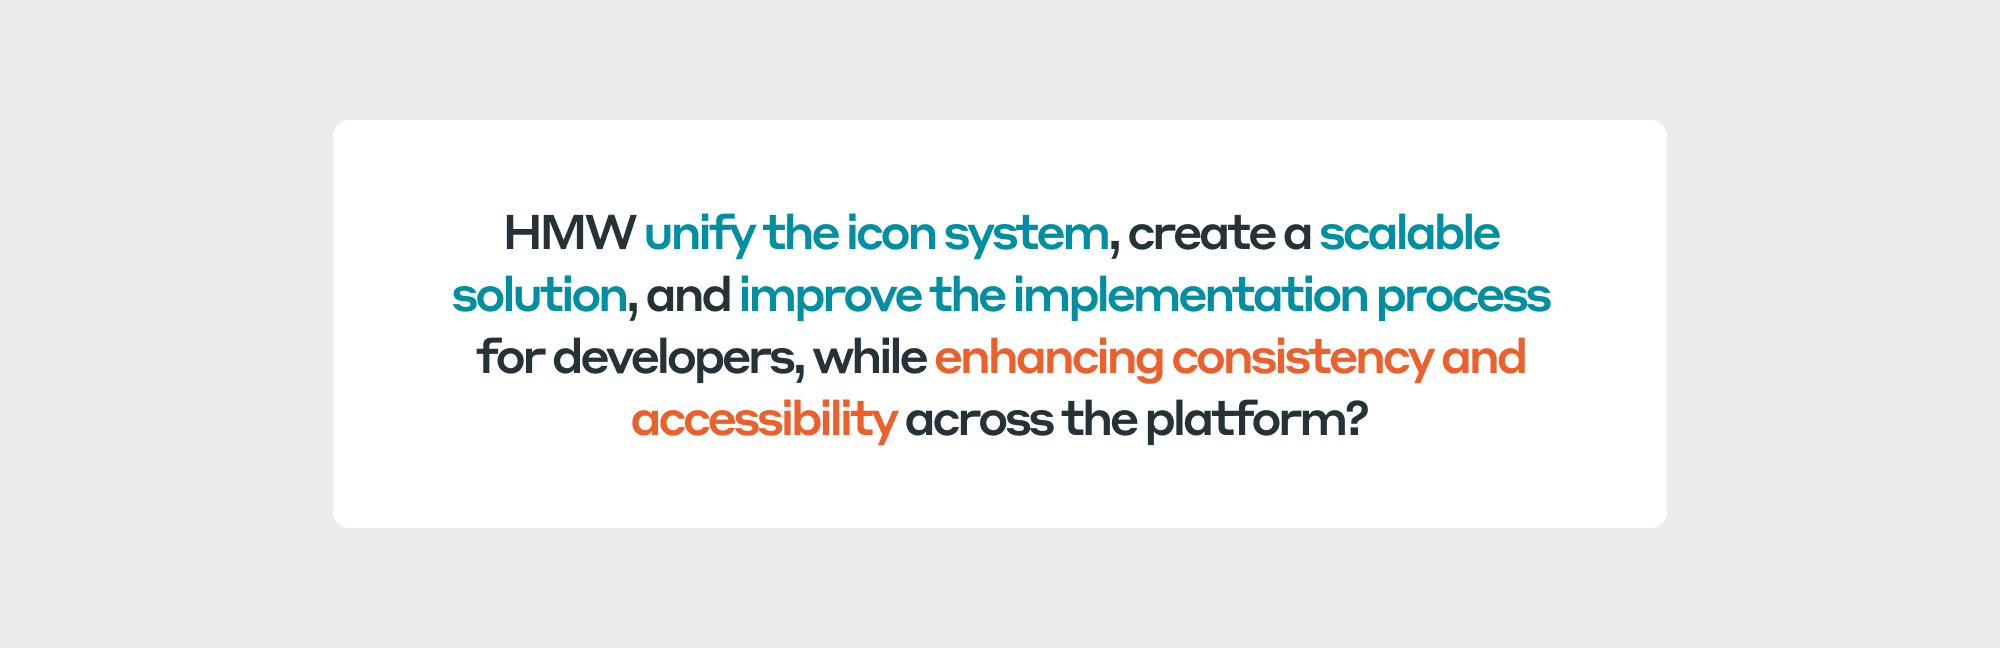 HMW unify the icon system, create a scalable
solution, and improve the implementation process
for developers, while enhancing consistency and
accessibility across the platform?